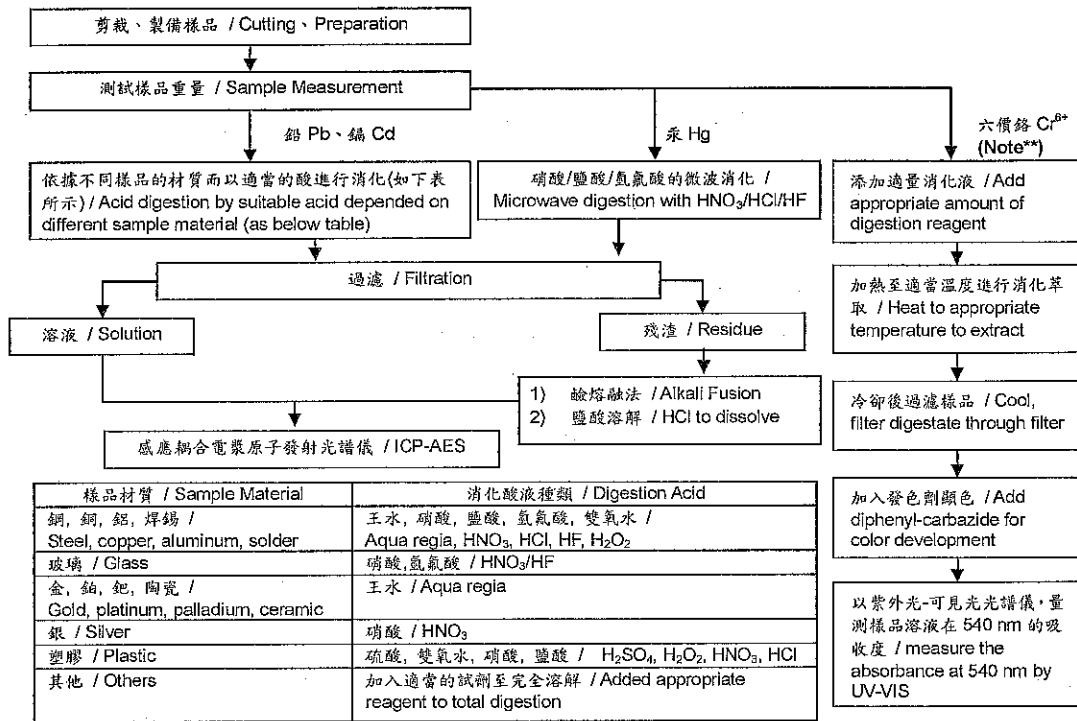 剪裁、製備樣品 / Cutting、Preparation
測試樣品重量 / Sample Measurement
鉛 Pb、鎘 Cd
汞 Hg
六價鉻 Cr⁶⁺
(Note**)
依據不同樣品的材質而以適當的酸進行消化(如下表
所示) / Acid digestion by suitable acid depended on
different sample material (as below table)
硝酸/鹽酸/氫氟酸的微波消化 /
Microwave digestion with HNO₃/HCl/HF
添加適量消化液 / Add
appropriate amount of
digestion reagent
過濾 / Filtration
加熱至適當溫度進行消化萃
取 / Heat to appropriate
temperature to extract
溶液 / Solution
殘渣 / Residue
1) 鹼熔融法 / Alkali Fusion
2) 鹽酸溶解 / HCl to dissolve
冷卻後過濾樣品 / Cool,
filter digestate through filter
感應耦合電漿原子發射光譜儀 / ICP-AES
加入發色劑顯色 / Add
diphenyl-carbazide for
color development
以紫外光-可見光光譜儀,量
測樣品溶液在 540 nm 的吸
收度 / measure the
absorbance at 540 nm by
UV-VIS
樣品材質 / Sample Material 消化酸液種類 / Digestion Acid
鋼, 銅, 鋁, 焊錫 / 王水, 硝酸, 鹽酸, 氫氟酸, 雙氧水 /
Steel, copper, aluminum, solder Aqua regia, HNO₃, HCl, HF, H₂O₂
玻璃 / Glass 硝酸,氫氟酸 / HNO₃/HF
金, 鉑, 鈀, 陶瓷 / 王水 / Aqua regia
Gold, platinum, palladium, ceramic
銀 / Silver 硝酸 / HNO₃
塑膠 / Plastic 硫酸, 雙氧水, 硝酸, 鹽酸 / H₂SO₄, H₂O₂, HNO₃, HCl
其他 / Others 加入適當的試劑至完全溶解 / Added appropriate
reagent to total digestion